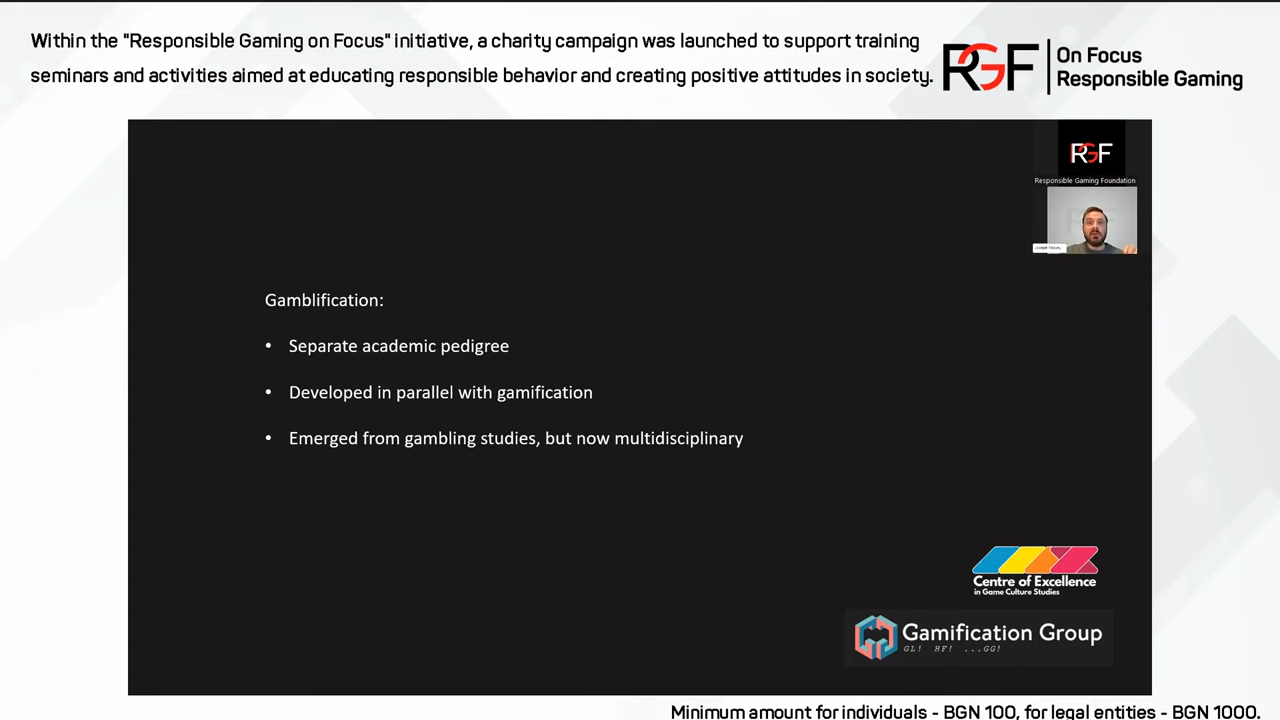 Within the "Responsible Gaming on Focus" initiative, a charity campaign was launched to support training
seminars and activities aimed at educating responsible behavior and creating positive attitudes in society.
RGF
On Focus
Responsible Gaming
RGF
Responsible Gaming Foundation
Gamblification:
• Separate academic pedigree
• Developed in parallel with gamification
• Emerged from gambling studies, but now multidisciplinary
Centre of Excellence
in Game Culture Studies
Gamification Group
GL! HF! ...GG!
Minimum amount for individuals - BGN 100, for legal entities - BGN 1000.